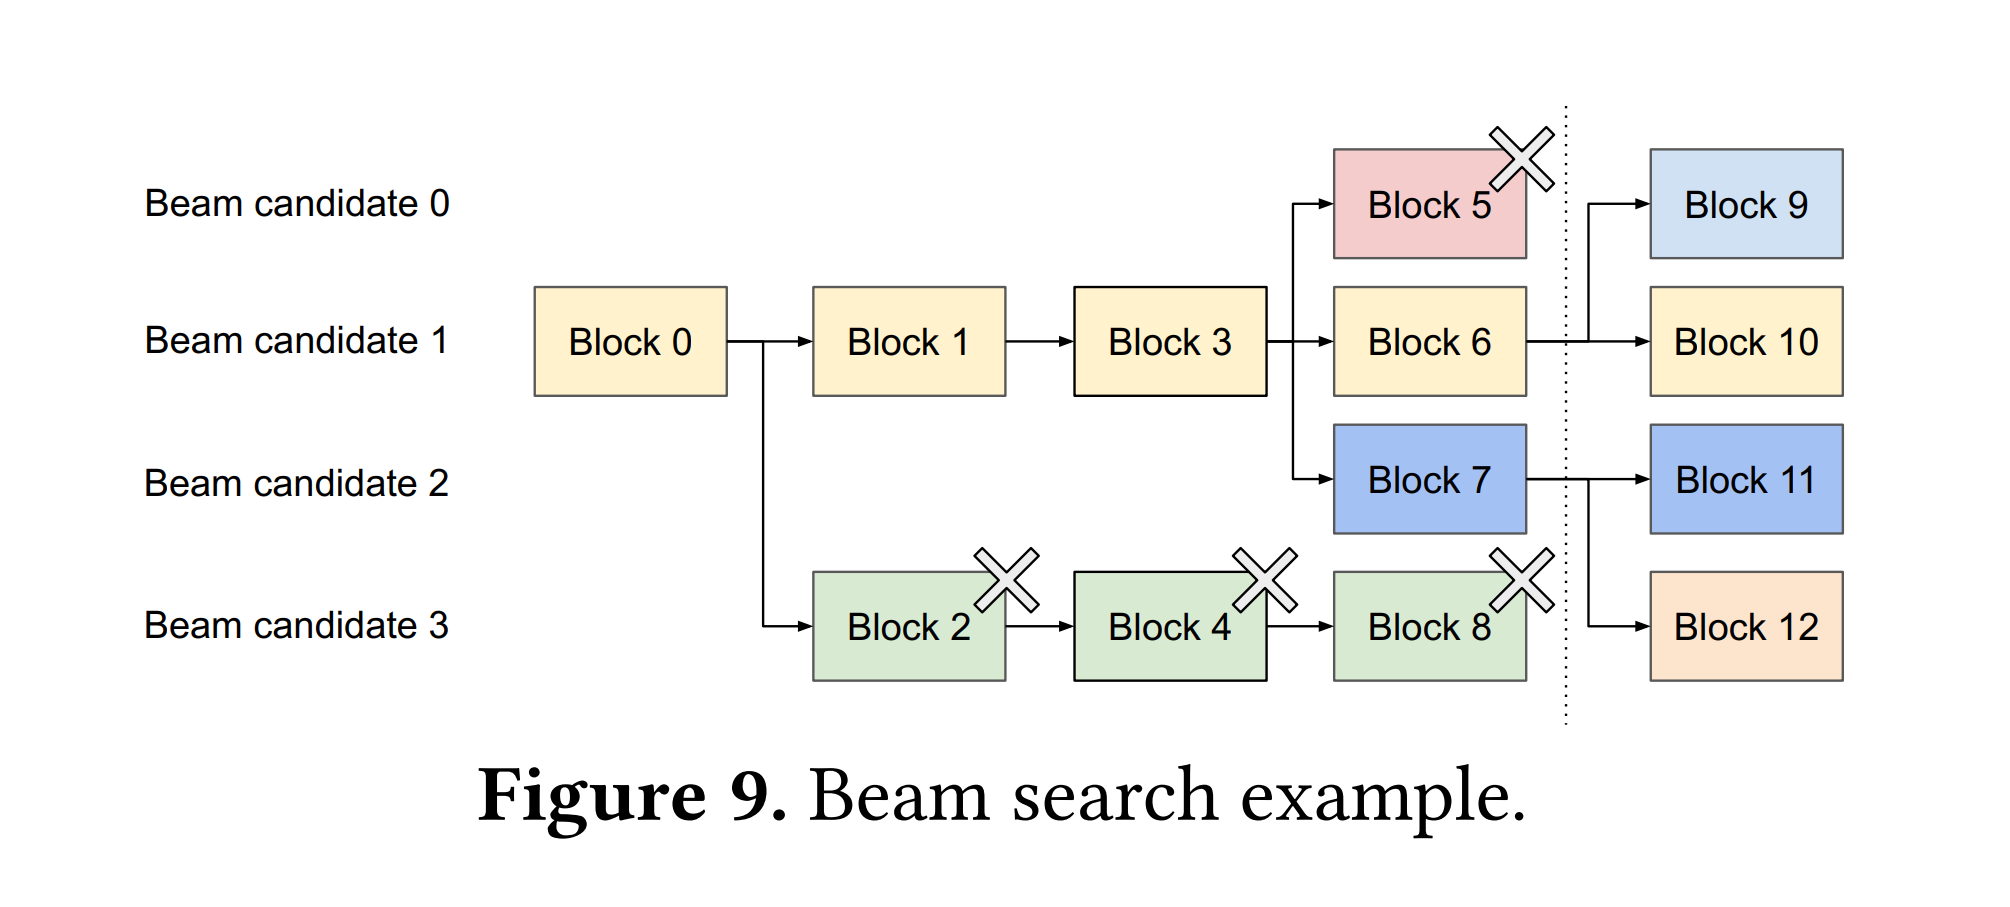 Beam candidate 0
Block 5
Block 9
Beam candidate 1
Block 0
Block 1
Block 3
Block 6
Block 10
Beam candidate 2
Block 7
Block 11
Beam candidate 3
Block 2
Block 4
Block 8
Block 12
Figure 9. Beam search example.